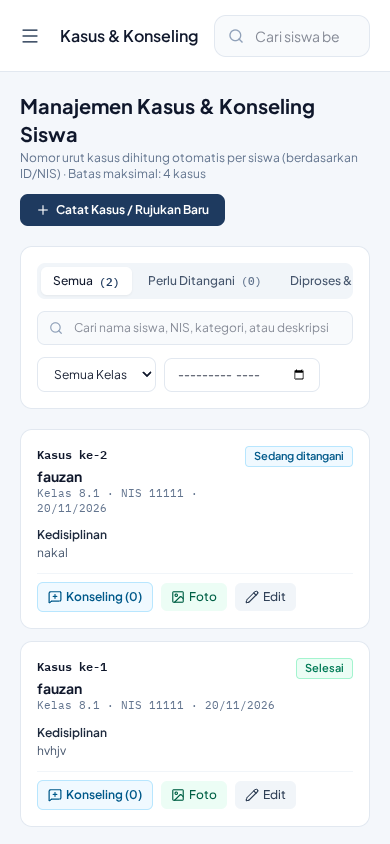 Kasus & Konseling
Cari siswa be
Manajemen Kasus & Konseling
Siswa
Nomor urut kasus dihitung otomatis per siswa (berdasarkan
ID/NIS) · Batas maksimal: 4 kasus
Catat Kasus / Rujukan Baru
Semua (2)
Perlu Ditangani (0)
Diproses &
Cari nama siswa, NIS, kategori, atau deskripsi
Semua Kelas
--------- ----
Kasus ke-2
Sedang ditangani
fauzan
Kelas 8.1 · NIS 11111 ·
20/11/2026
Kedisiplinan
nakal
Konseling (0)
Foto
Edit
Kasus ke-1
Selesai
fauzan
Kelas 8.1 · NIS 11111 · 20/11/2026
Kedisiplinan
hvhjv
Konseling (0)
Foto
Edit